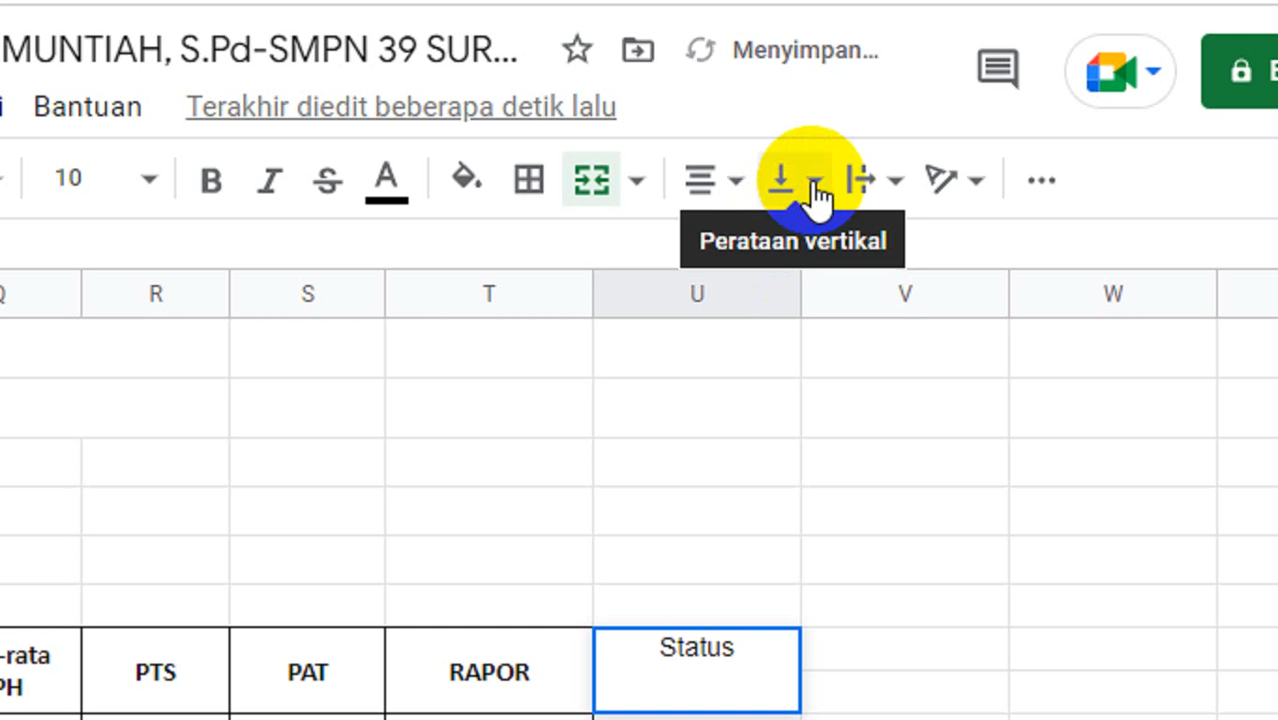 MUNTIAH, S.Pd-SMPN 39 SUR... Menyimpan...
i Bantuan Terakhir diedit beberapa detik lalu
10 B I S A
Perataan vertikal
Q R S T U V W
-rata PH PTS PAT RAPOR Status